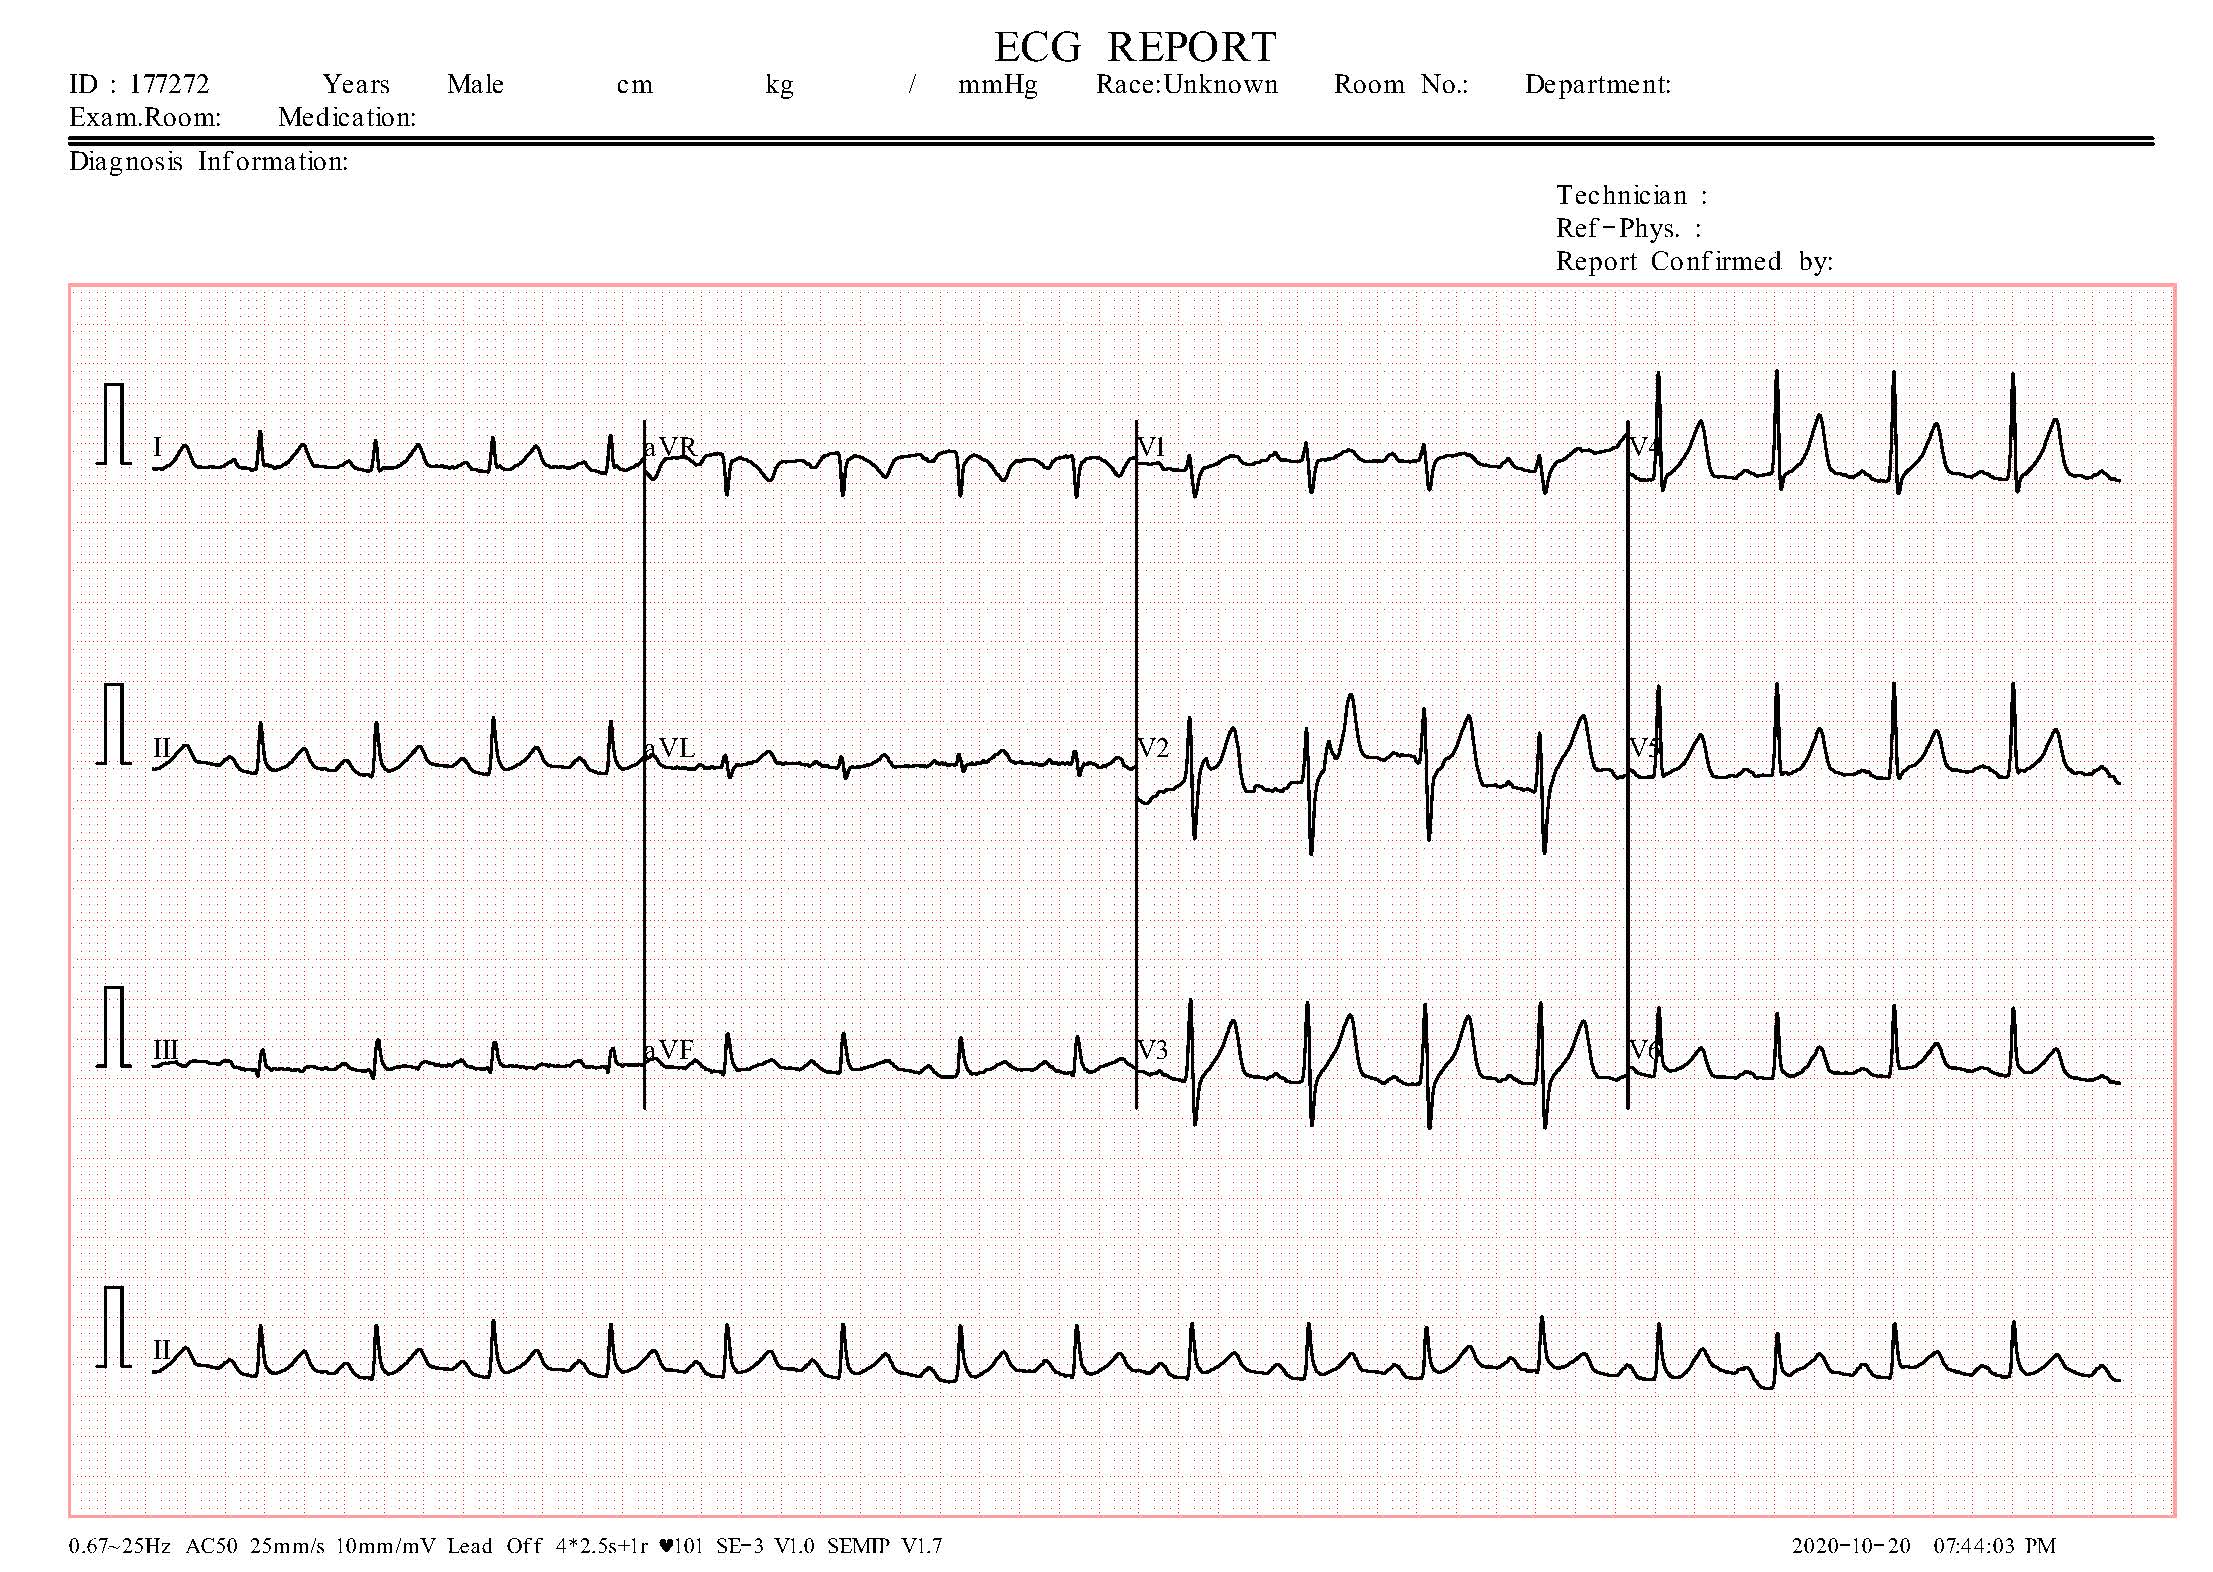 ECG REPORT
ID : 177272 Years Male cm kg / mmHg Race:Unknown Room No.: Department:
Exam.Room: Medication:
Diagnosis Information:
Technician :
Ref-Phys. :
Report Confirmed by:
I aVR V1 V4
II aVL V2 V5
III aVF V3 V6
II
0.67~25Hz AC50 25mm/s 10mm/mV Lead Off 4*2.5s+1r ♥101 SE-3 V1.0 SEMIP V1.7 2020-10-20 07:44:03 PM